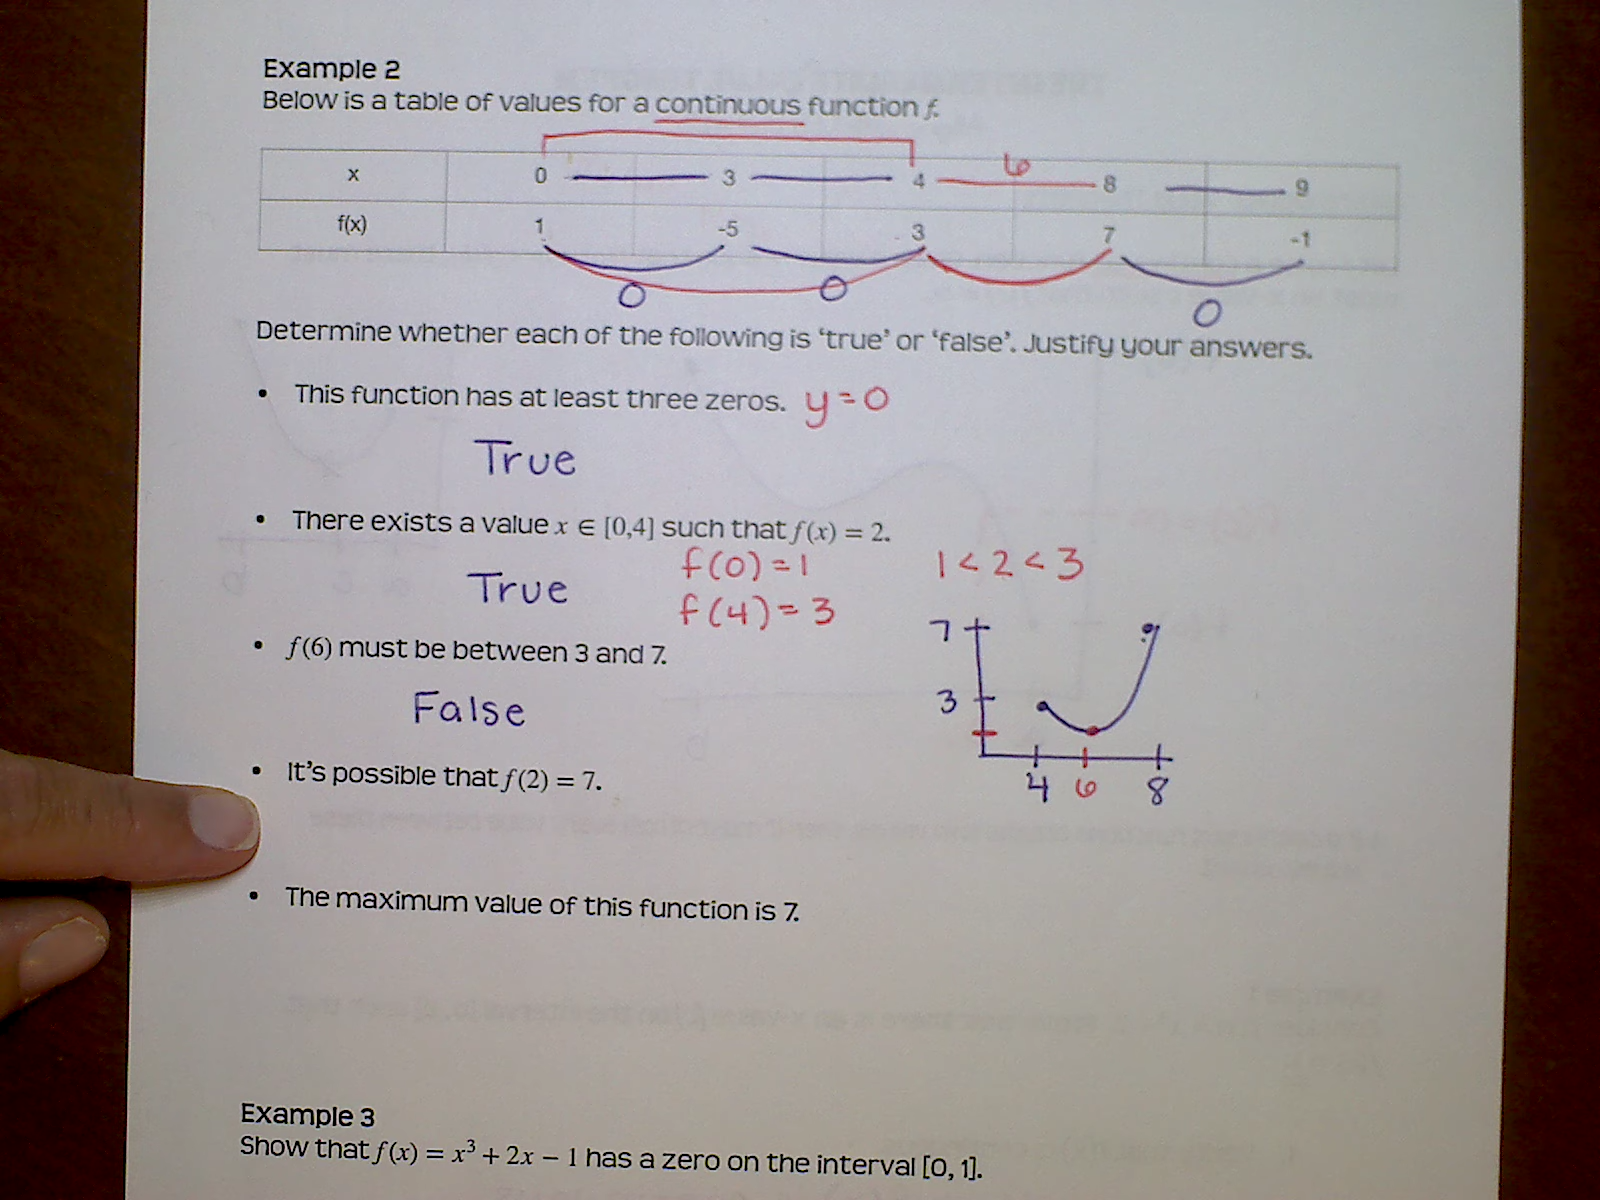 Example 2
Below is a table of values for a continuous function f.
6
x 0 3 4 8 9
f(x) 1 -5 3 7 -1
0 0 0
Determine whether each of the following is ‘true’ or ‘false’. Justify your answers.
• This function has at least three zeros. y = 0
True
• There exists a value x ∈ [0,4] such that f(x) = 2.
f(0) = 1 1 < 2 < 3
True
f(4) = 3
7
• f(6) must be between 3 and 7.
3
False
• It's possible that f(2) = 7.
4 6 8
• The maximum value of this function is 7.
Example 3
Show that f(x) = x³ + 2x − 1 has a zero on the interval [0, 1].